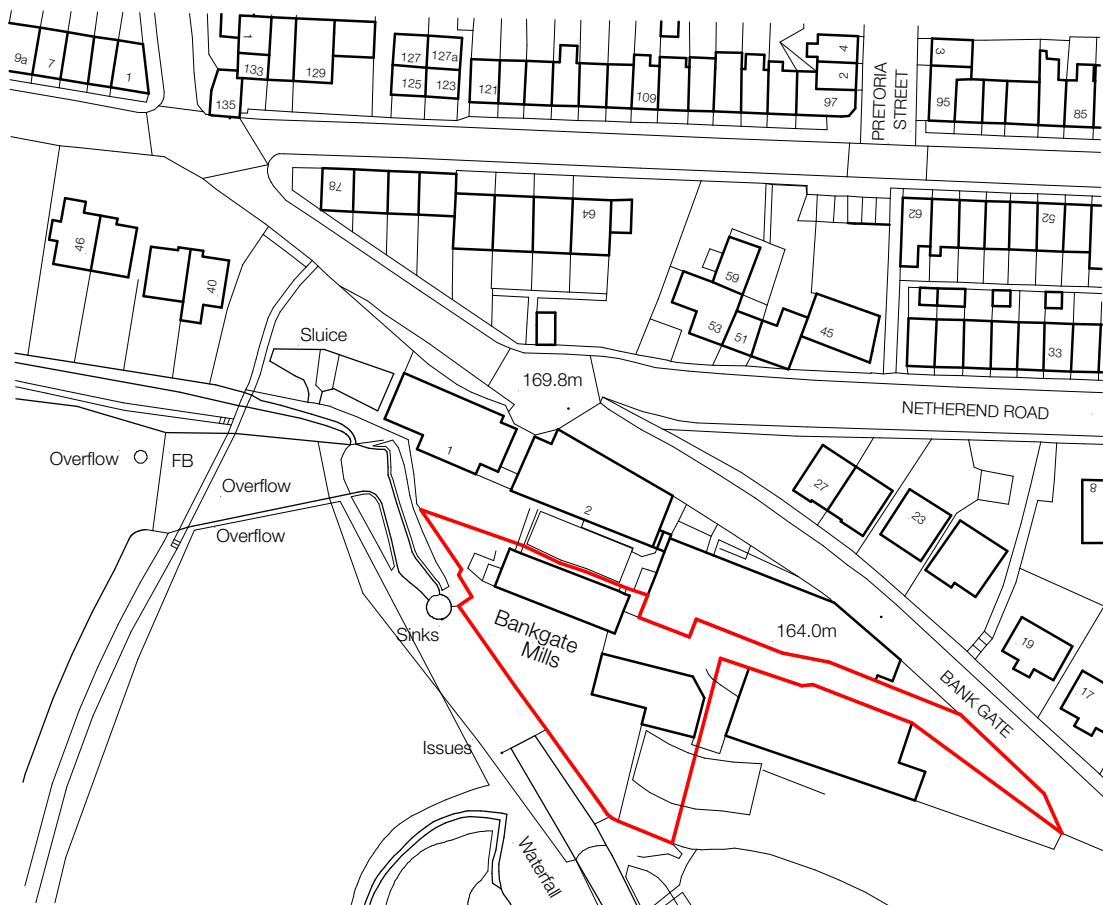 9a
7
1
1
133
129
135
127
127a
125
123
121
109
4
2
97
PRETORIA
STREET
3
95
85
78
64
62
52
46
40
59
53
51
45
33
Sluice
169.8m
NETHEREND ROAD
Overflow
FB
Overflow
Overflow
1
2
27
23
8
Sinks
Bankgate
Mills
164.0m
19
17
BANK GATE
Issues
Waterfall